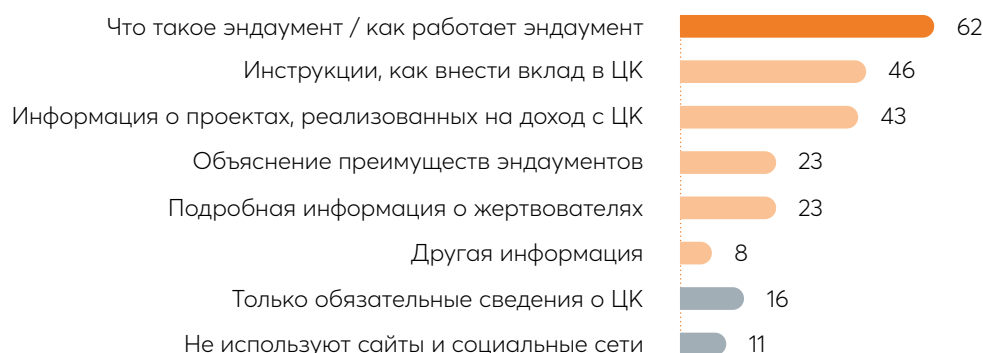 Что такое эндаумент / как работает эндаумент 62
Инструкции, как внести вклад в ЦК 46
Информация о проектах, реализованных на доход с ЦК 43
Объяснение преимуществ эндаументов 23
Подробная информация о жертвователях 23
Другая информация 8
Только обязательные сведения о ЦК 16
Не используют сайты и социальные сети 11